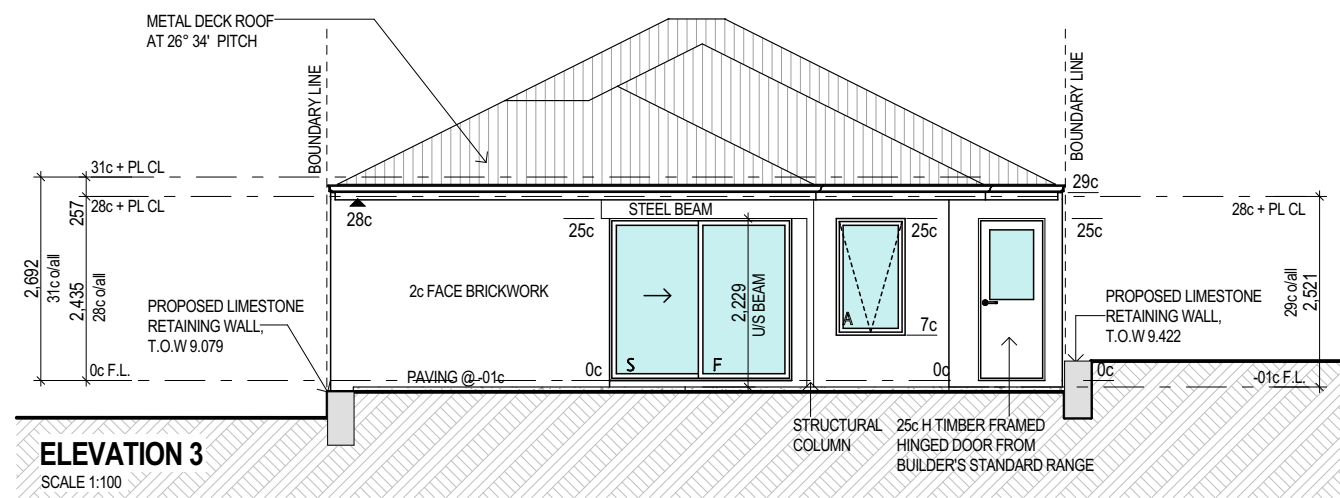 METAL DECK ROOF
AT 26° 34' PITCH
BOUNDARY LINE
BOUNDARY LINE
31c + PL CL
28c + PL CL
257
2,692
31c o/all
2,435
28c o/all
0c F.L.
28c
29c
28c + PL CL
STEEL BEAM
25c
25c
25c
2c FACE BRICKWORK
2,229
U/S BEAM
A
7c
S
F
PROPOSED LIMESTONE
RETAINING WALL,
T.O.W 9.079
PROPOSED LIMESTONE
RETAINING WALL,
T.O.W 9.422
29c o/all
2,521
PAVING @ -01c
0c
0c
0c
-01c F.L.
STRUCTURAL
COLUMN
25c H TIMBER FRAMED
HINGED DOOR FROM
BUILDER'S STANDARD RANGE
ELEVATION 3
SCALE 1:100